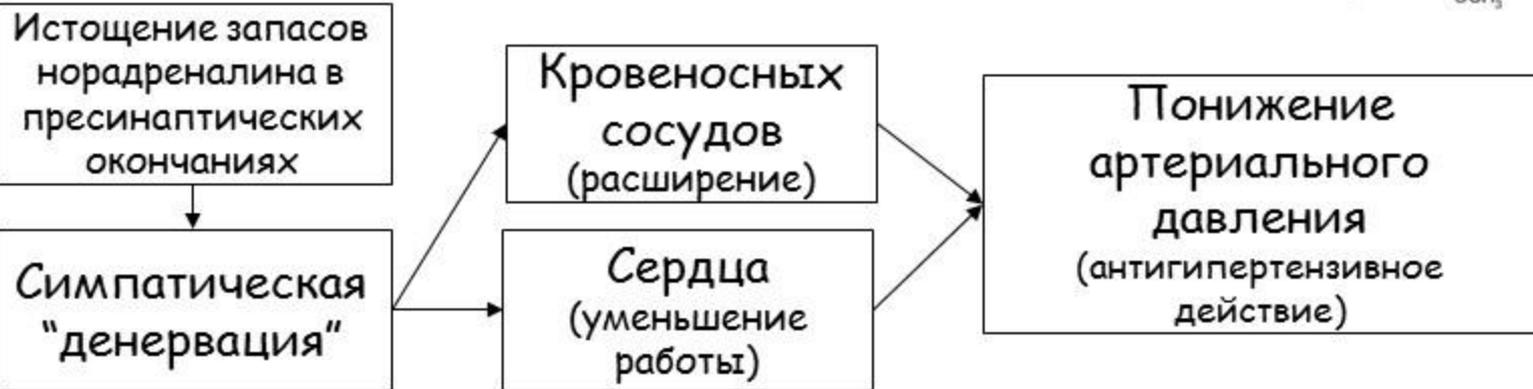 Истощение запасов
норадреналина в
пресинаптических
окончаниях
Симпатическая
“денервация”
Кровеносных
сосудов
(расширение)
Сердца
(уменьшение
работы)
Понижение
артериального
давления
(антигипертензивное
действие)